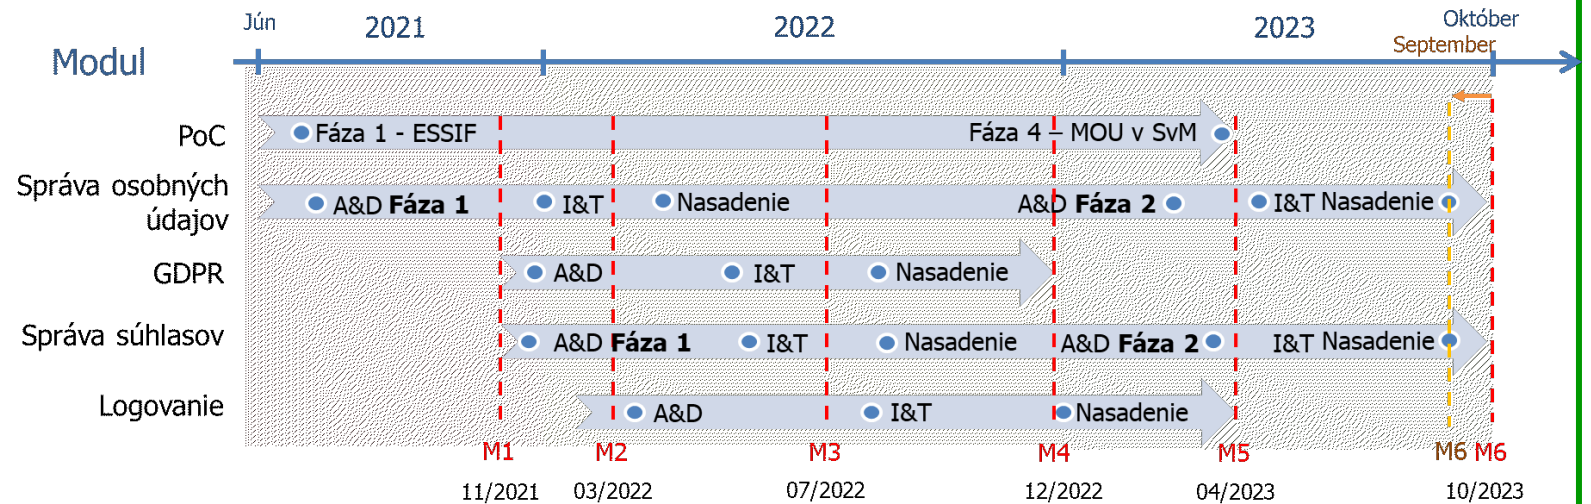 Jún
2021
2022
2023
Október
September
Modul
PoC
Fáza 1 - ESSIF
Fáza 4 – MOU v SvM
Správa osobných
údajov
A&D Fáza 1
I&T
Nasadenie
A&D Fáza 2
I&T Nasadenie
GDPR
A&D
I&T
Nasadenie
Správa súhlasov
A&D Fáza 1
I&T
Nasadenie
A&D Fáza 2
I&T Nasadenie
Logovanie
A&D
I&T
Nasadenie
M1
M2
M3
M4
M5
M6
M6
11/2021
03/2022
07/2022
12/2022
04/2023
10/2023